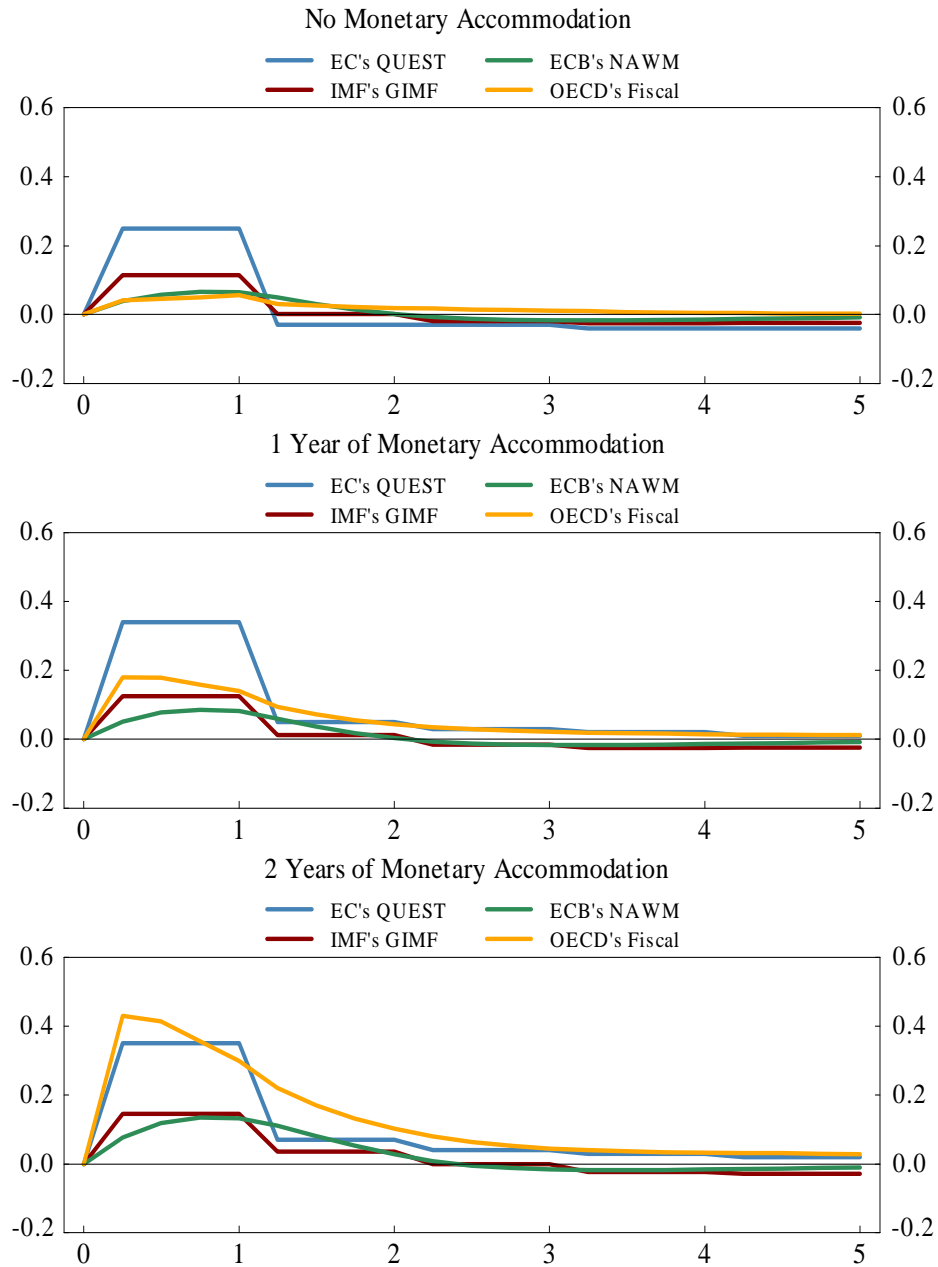 No Monetary Accommodation
EC's QUEST ECB's NAWM
IMF's GIMF OECD's Fiscal
0.6 0.6
0.4 0.4
0.2 0.2
0.0 0.0
-0.2 -0.2
0 1 2 3 4 5
1 Year of Monetary Accommodation
EC's QUEST ECB's NAWM
IMF's GIMF OECD's Fiscal
0.6 0.6
0.4 0.4
0.2 0.2
0.0 0.0
-0.2 -0.2
0 1 2 3 4 5
2 Years of Monetary Accommodation
EC's QUEST ECB's NAWM
IMF's GIMF OECD's Fiscal
0.6 0.6
0.4 0.4
0.2 0.2
0.0 0.0
-0.2 -0.2
0 1 2 3 4 5